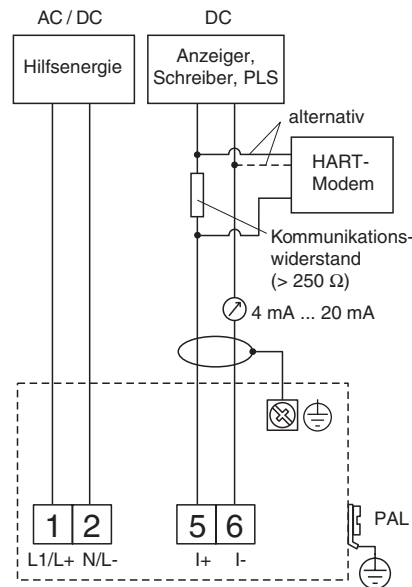 AC / DC
DC
Hilfsenergie
Anzeiger,
Schreiber, PLS
alternativ
HART-
Modem
Kommunikations-
widerstand
(> 250 Ω)
4 mA ... 20 mA
1 2
5 6
PAL
L1/L+ N/L-
I+ I-